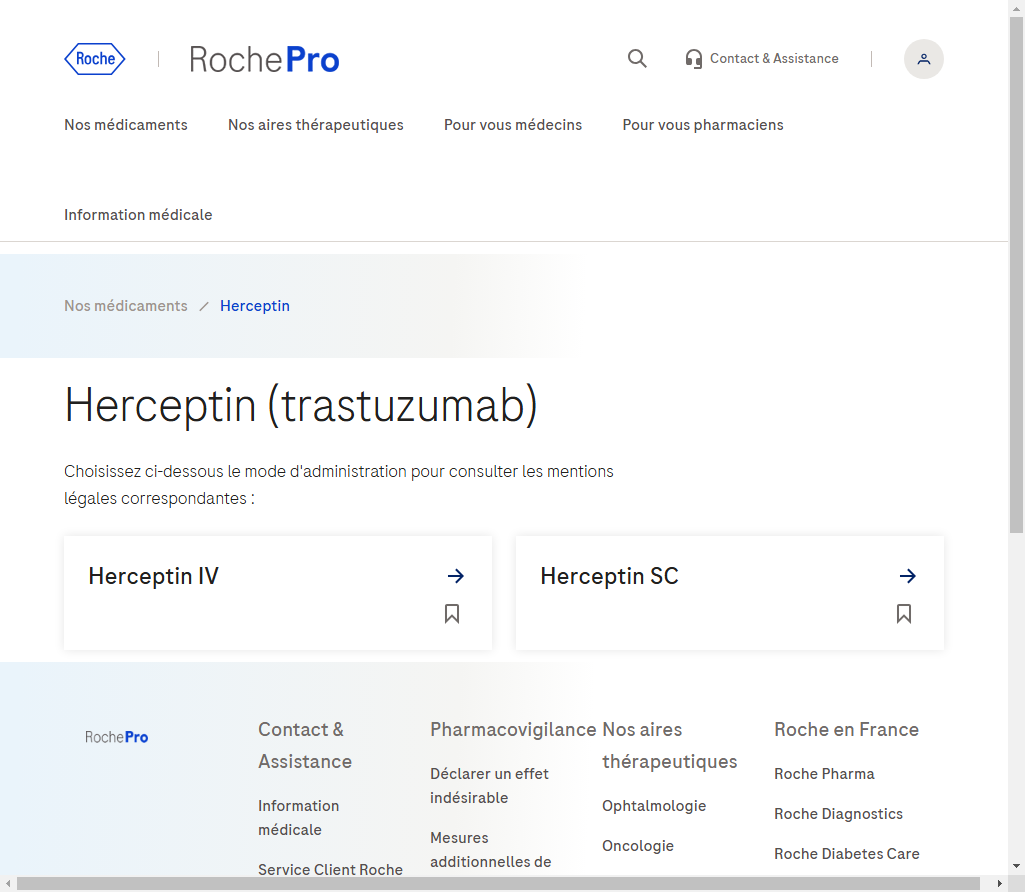 Roche
RochePro
Contact & Assistance
Nos médicaments
Nos aires thérapeutiques
Pour vous médecins
Pour vous pharmaciens
Information médicale
Nos médicaments / Herceptin
Herceptin (trastuzumab)
Choisissez ci-dessous le mode d'administration pour consulter les mentions
légales correspondantes :
Herceptin IV
Herceptin SC
RochePro
Contact &
Assistance
Information
médicale
Service Client Roche
Pharmacovigilance
Déclarer un effet
indésirable
Mesures
additionnelles de
Nos aires
thérapeutiques
Ophtalmologie
Oncologie
Roche en France
Roche Pharma
Roche Diagnostics
Roche Diabetes Care